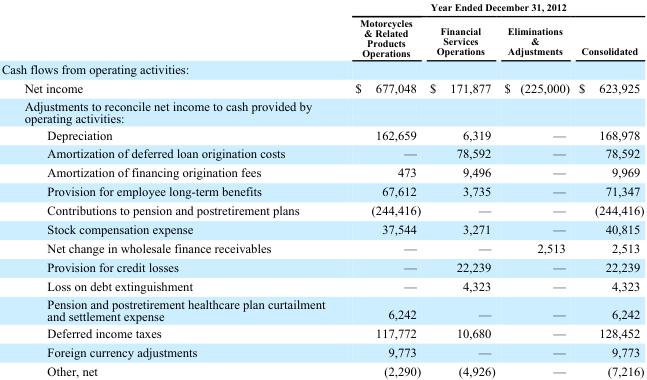 Year Ended December 31, 2012
Motorcycles & Related Products Operations Financial Services Operations Eliminations & Adjustments Consolidated
Cash flows from operating activities:
Net income $ 677,048 $ 171,877 $ (225,000) $ 623,925
Adjustments to reconcile net income to cash provided by
operating activities:
Depreciation 162,659 6,319 — 168,978
Amortization of deferred loan origination costs — 78,592 — 78,592
Amortization of financing origination fees 473 9,496 — 9,969
Provision for employee long-term benefits 67,612 3,735 — 71,347
Contributions to pension and postretirement plans (244,416) — — (244,416)
Stock compensation expense 37,544 3,271 — 40,815
Net change in wholesale finance receivables — — 2,513 2,513
Provision for credit losses — 22,239 — 22,239
Loss on debt extinguishment — 4,323 — 4,323
Pension and postretirement healthcare plan curtailment
and settlement expense 6,242 — — 6,242
Deferred income taxes 117,772 10,680 — 128,452
Foreign currency adjustments 9,773 — — 9,773
Other, net (2,290) (4,926) — (7,216)